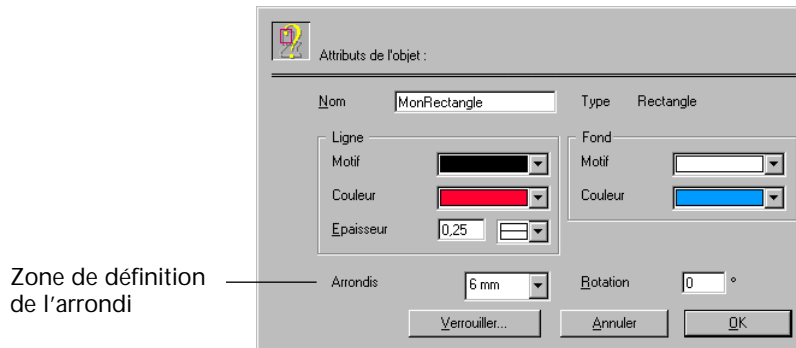 Attributs de l'objet :
Nom MonRectangle Type Rectangle
Ligne Fond
Motif Motif
Couleur Couleur
Epaisseur 0,25
Zone de définition
de l'arrondi
Arrondis 6 mm Rotation 0 °
Verrouiller... Annuler OK